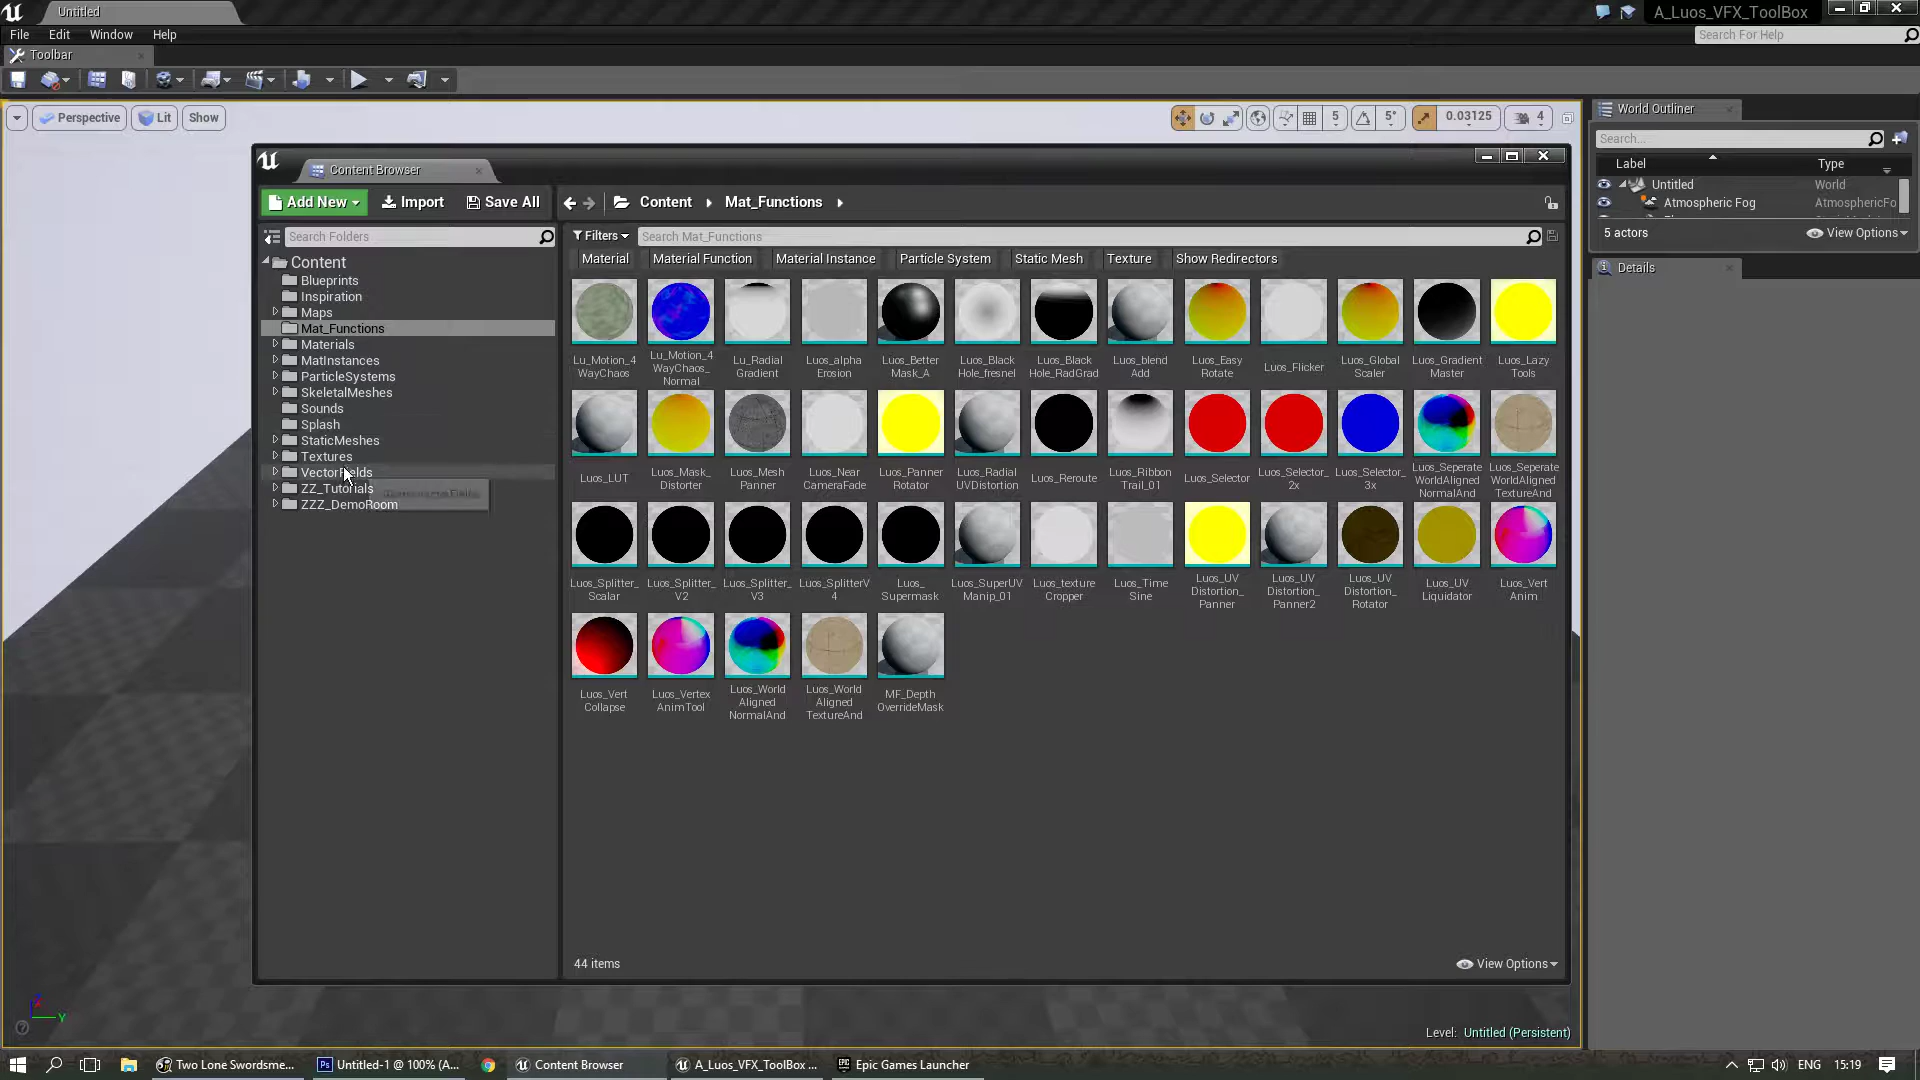 Untitled
A_Luos_VFX_ToolBox
File Edit Window Help
Search For Help
Toolbar
Perspective Lit Show
5 5° 0.03125 4
World Outliner
Search...
Label Type
Untitled World
Atmospheric Fog AtmosphericFo
5 actors View Options
Details
Content Browser
Add New Import Save All
Content Mat_Functions
Search Folders
Filters Search Mat_Functions
Material Material Function Material Instance Particle System Static Mesh Texture Show Redirectors
Content
Blueprints
Inspiration
Maps
Mat_Functions
Materials
MatInstances
ParticleSystems
SkeletalMeshes
Sounds
Splash
StaticMeshes
Textures
VectorFields
ZZ_Tutorials
ZZZ_DemoRoom
Lu_Motion_4
WayChaos
Lu_Motion_4
WayChaos_
Normal
Lu_Radial
Gradient
Luos_alpha
Erosion
Luos_Better
Mask_A
Luos_Black
Hole_fresnel
Luos_Black
Hole_RadGrad
Luos_blend
Add
Luos_Easy
Rotate
Luos_Flicker
Luos_Global
Scaler
Luos_Gradient
Master
Luos_Lazy
Tools
Luos_LUT
Luos_Mask_
Distorter
Luos_Mesh
Panner
Luos_Near
CameraFade
Luos_Panner
Rotator
Luos_Radial
UVDistortion
Luos_Reroute
Luos_Ribbon
Trail_01
Luos_Selector
Luos_Selector_
2x
Luos_Selector_
3x
Luos_Seperate
WorldAligned
NormalAnd
Luos_Seperate
WorldAligned
TextureAnd
Luos_Splitter_
Scalar
Luos_Splitter_
V2
Luos_Splitter_
V3
Luos_SplitterV
4
Luos_
Supermask
Luos_SuperUV
Manip_01
Luos_texture
Cropper
Luos_Time
Sine
Luos_UV
Distortion_
Panner
Luos_UV
Distortion_
Panner2
Luos_UV
Distortion_
Rotator
Luos_UV
Liquidator
Luos_Vert
Anim
Luos_Vert
Collapse
Luos_Vertex
AnimTool
Luos_World
Aligned
NormalAnd
Luos_World
Aligned
TextureAnd
MF_Depth
OverrideMask
44 items View Options
Z
Y
Level: Untitled (Persistent)
Two Lone Swordsme...
Untitled-1 @ 100% (A...
Content Browser
A_Luos_VFX_ToolBox ...
Epic Games Launcher
ENG 15:19